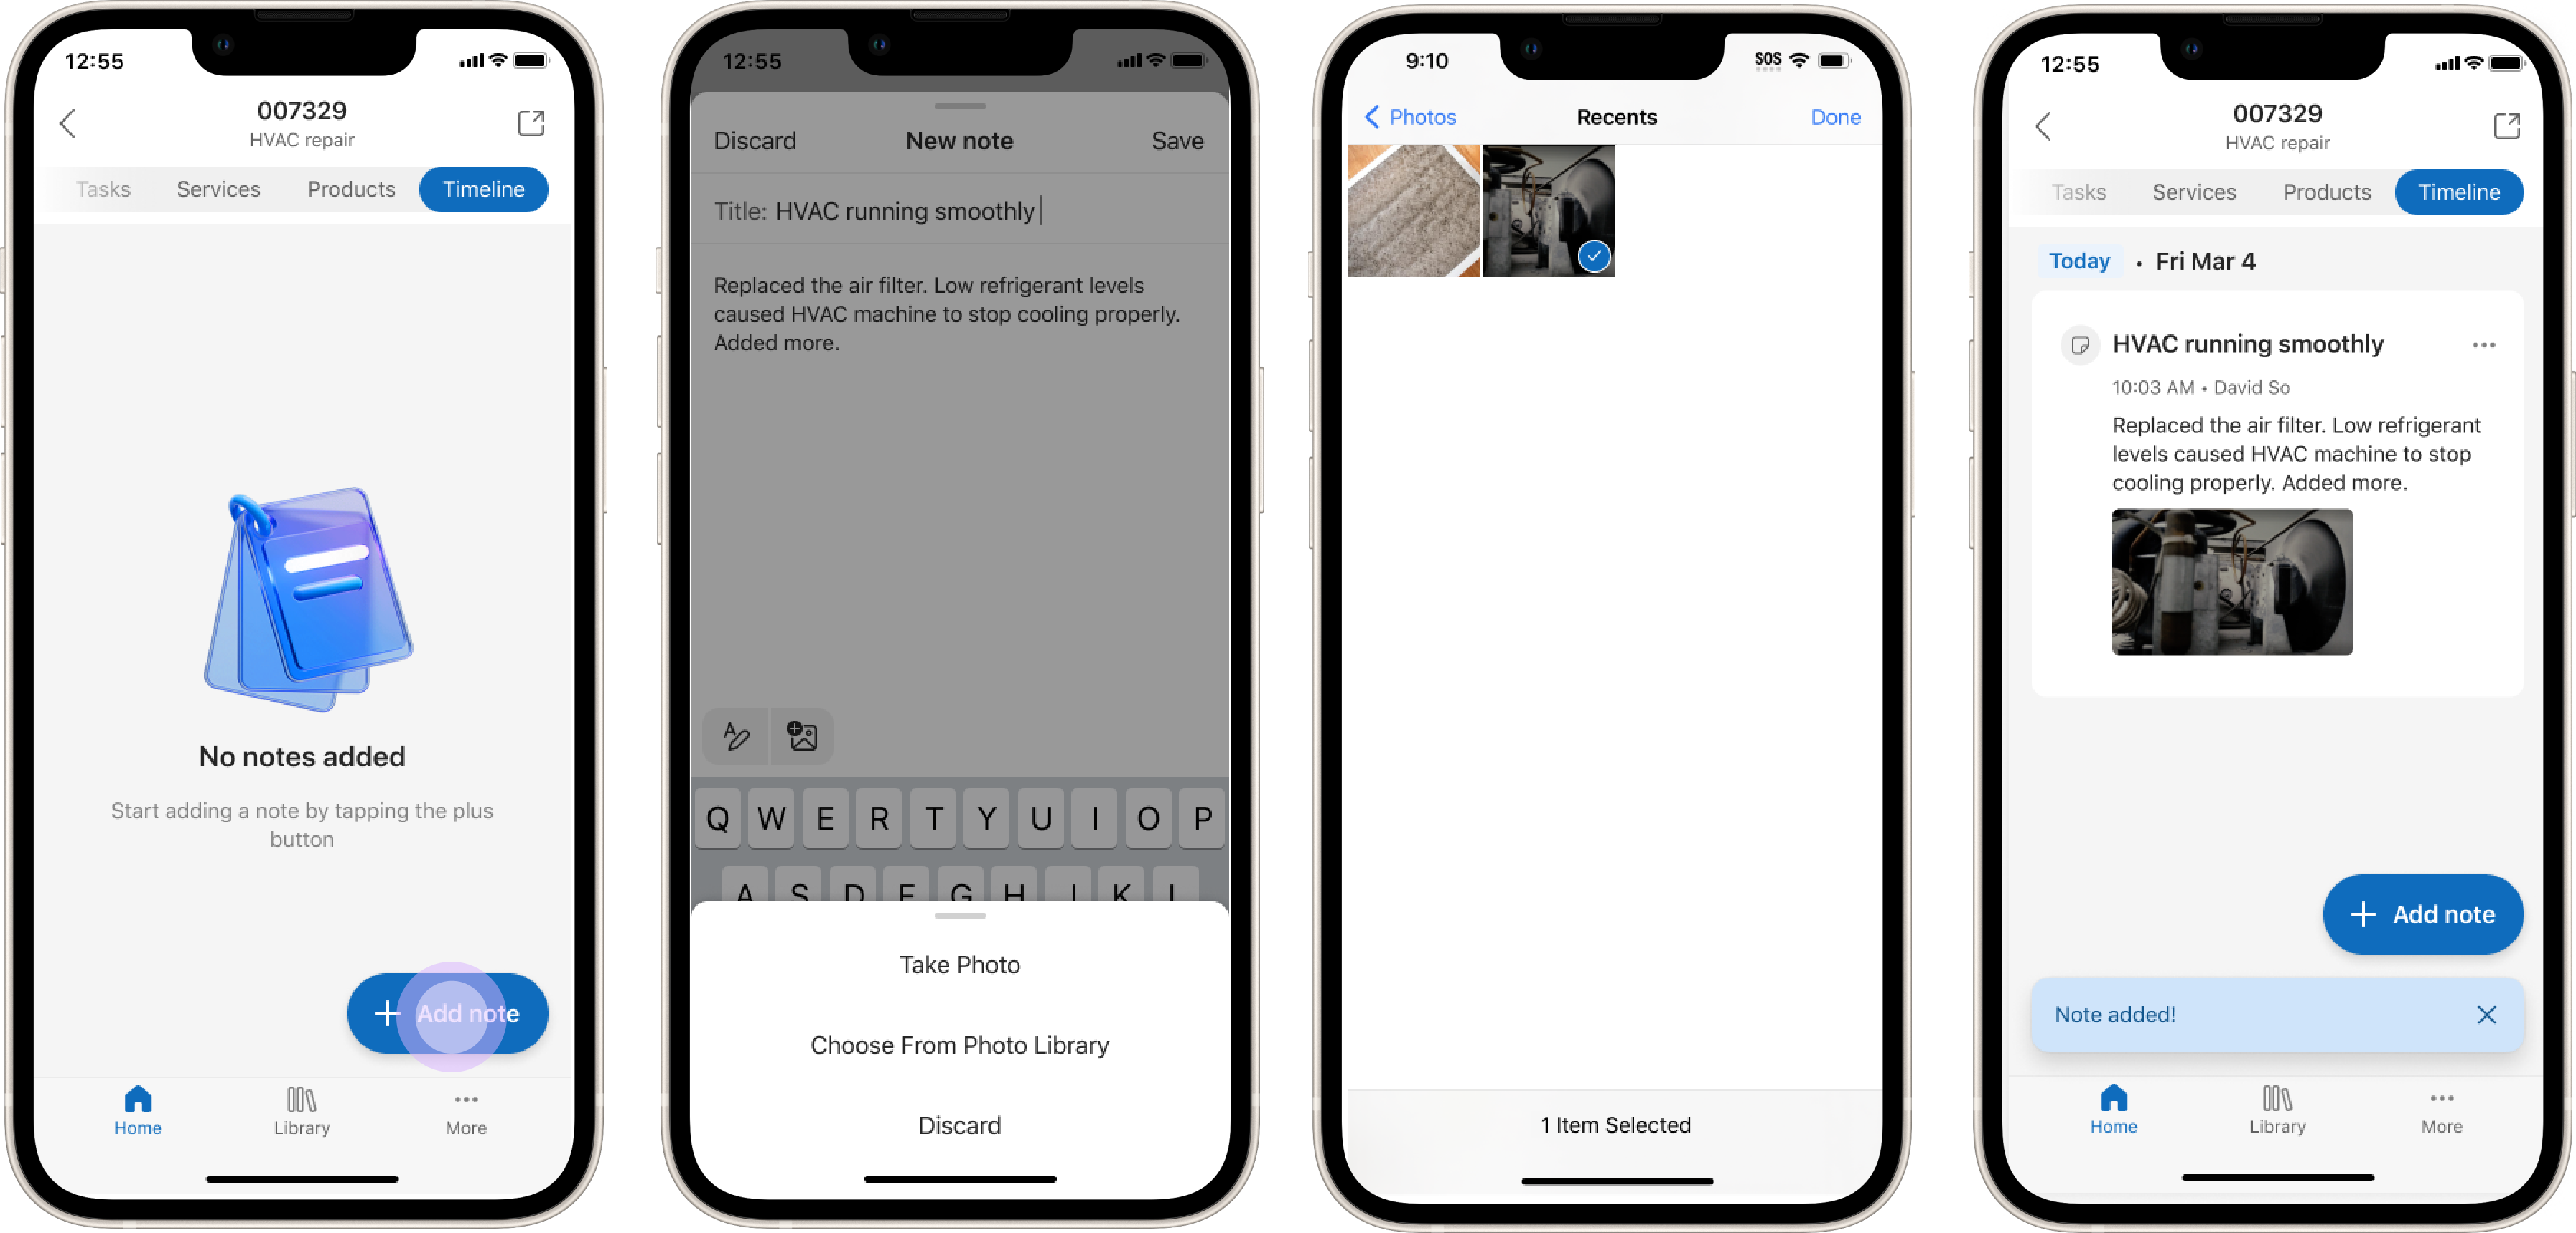 12:55
007329
HVAC repair
Tasks Services Products Timeline
No notes added
Start adding a note by tapping the plus
button
Add note
Home Library More
12:55
Discard New note Save
Title: HVAC running smoothly
Replaced the air filter. Low refrigerant levels
caused HVAC machine to stop cooling properly.
Added more.
Q W E R T Y U I O P
A S D F G H J K L
Take Photo
Choose From Photo Library
Discard
9:10 SOS
Photos Recents Done
1 Item Selected
12:55
007329
HVAC repair
Tasks Services Products Timeline
Today • Fri Mar 4
HVAC running smoothly
10:03 AM • David So
Replaced the air filter. Low refrigerant
levels caused HVAC machine to stop
cooling properly. Added more.
Add note
Note added!
Home Library More